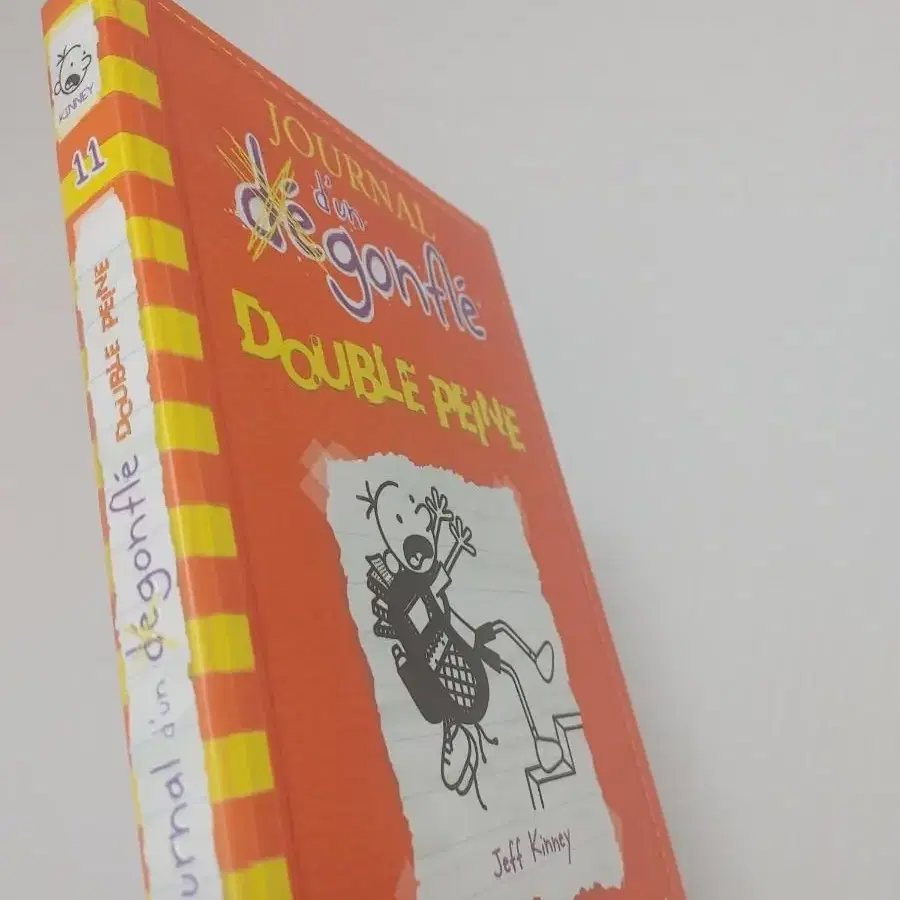 JOURNAL
d'un
dégonflé
DOUBLE PEINE
Jeff Kinney
KINNEY
11
urnal d'un dégonflé DOUBLE PEINE